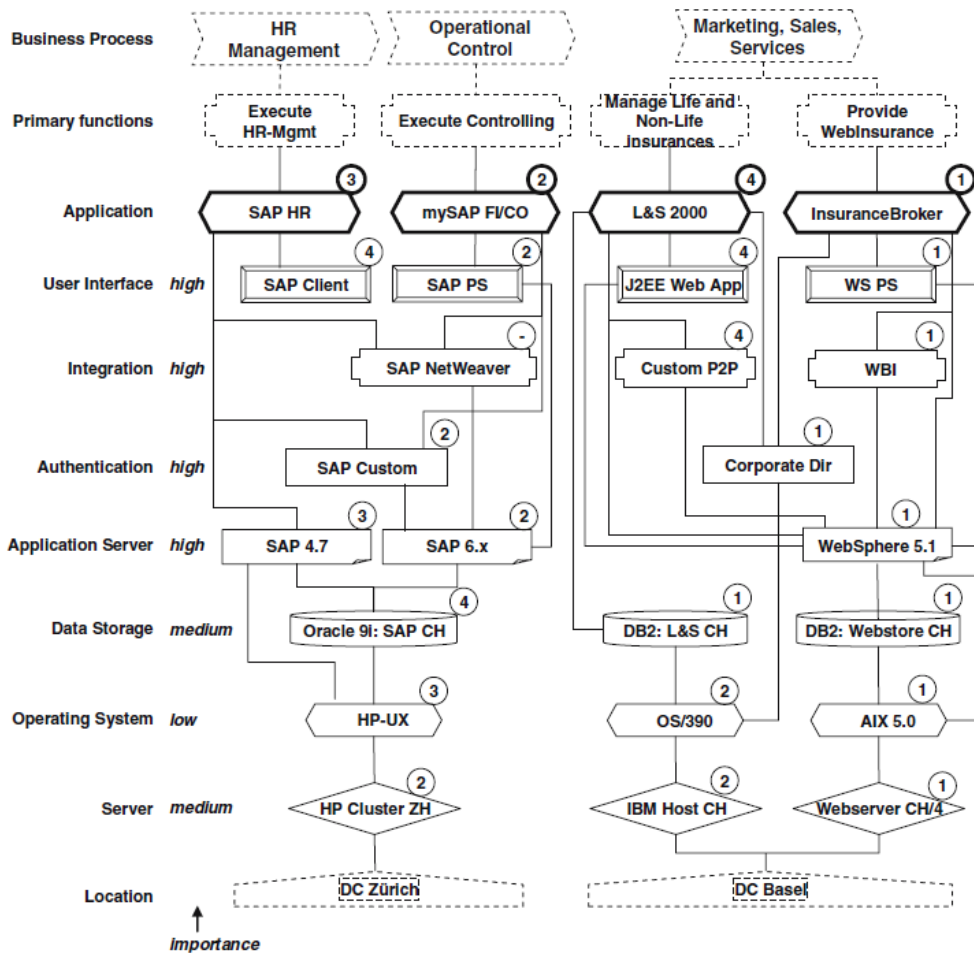 Business Process
HR
Management
Operational
Control
Marketing, Sales,
Services
Primary functions
Execute
HR-Mgmt
Execute Controlling
Manage Life and
Non-Life
insurances
Provide
WebInsurance
3
2
4
1
Application
SAP HR
mySAP FI/CO
L&S 2000
InsuranceBroker
4
2
4
1
User Interface high
SAP Client
SAP PS
J2EE Web App
WS PS
-
4
1
Integration high
SAP NetWeaver
Custom P2P
WBI
2
1
Authentication high
SAP Custom
Corporate Dir
3
2
1
Application Server high
SAP 4.7
SAP 6.x
WebSphere 5.1
4
1
1
Data Storage medium
Oracle 9i: SAP CH
DB2: L&S CH
DB2: Webstore CH
3
2
1
Operating System low
HP-UX
OS/390
AIX 5.0
2
2
1
Server medium
HP Cluster ZH
IBM Host CH
Webserver CH/4
Location
DC Zürich
DC Basel
importance